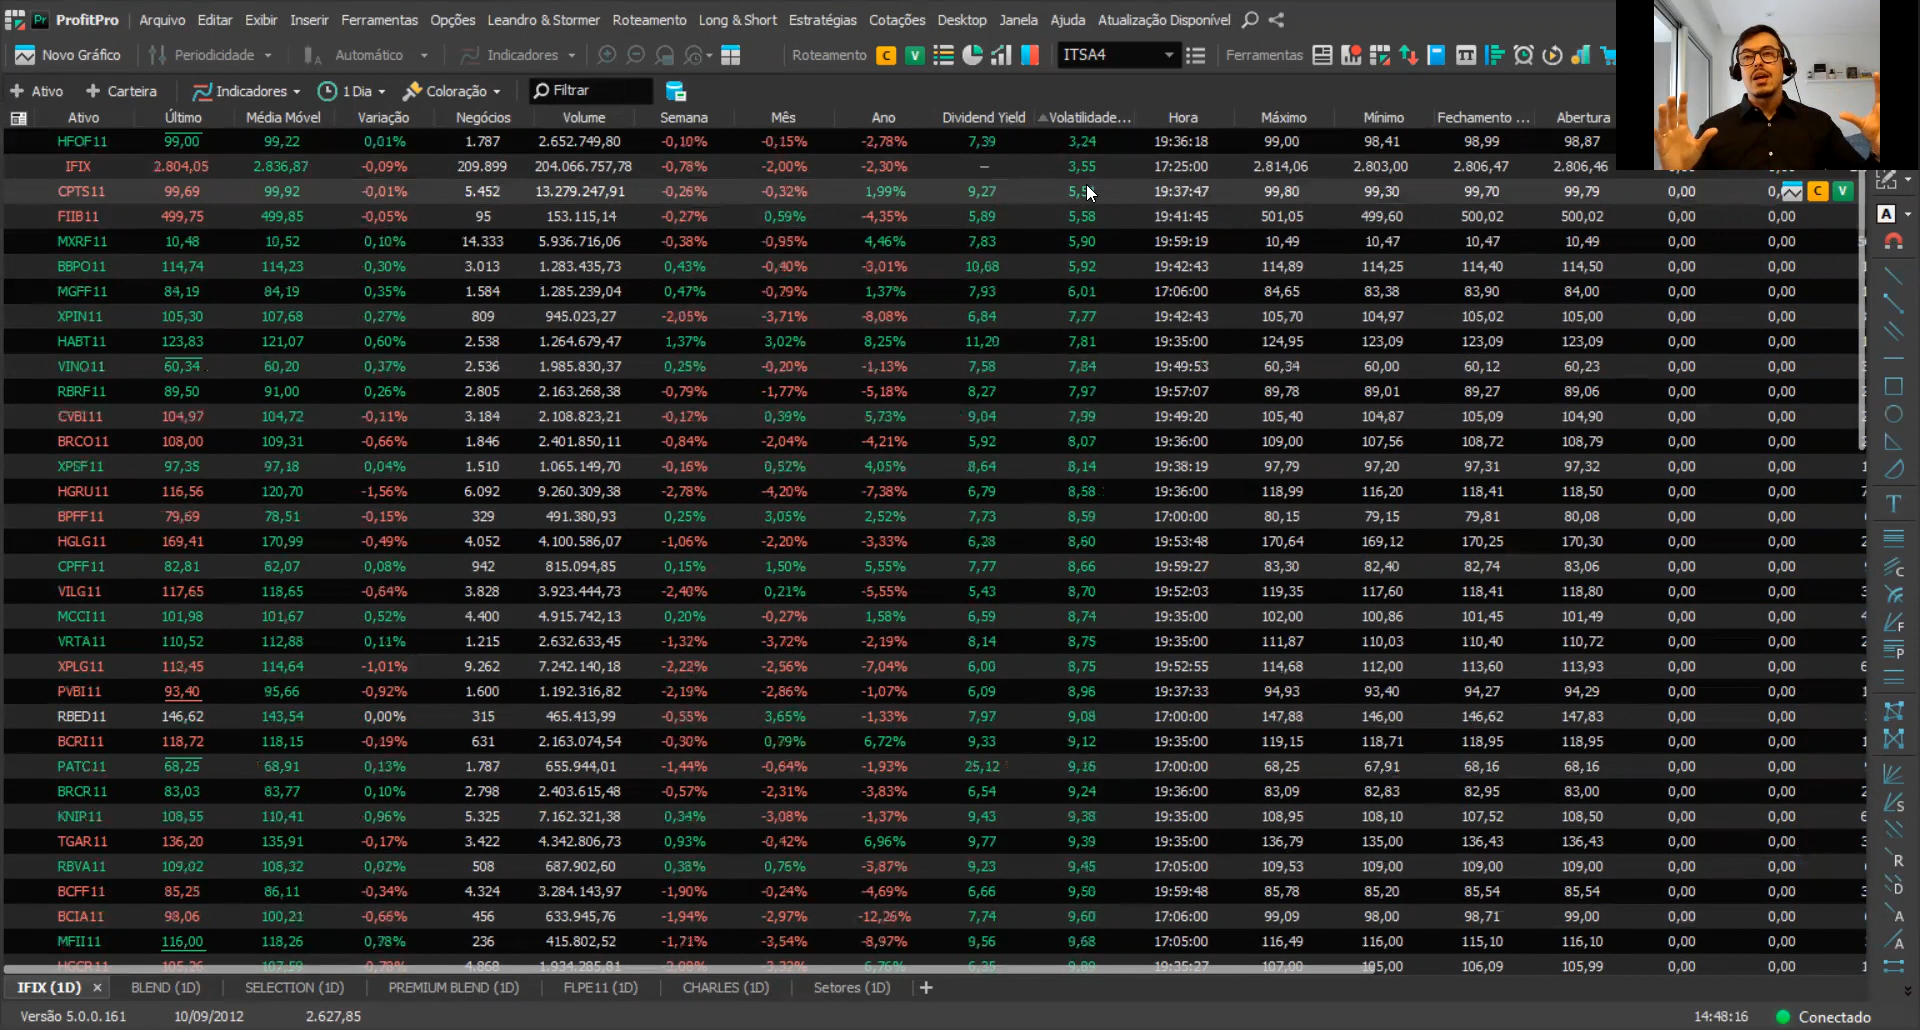 Pr ProfitPro Arquivo Editar Exibir Inserir Ferramentas Opções Leandro & Stormer Roteamento Long & Short Estratégias Cotações Desktop Janela Ajuda Atualização Disponível
Novo Gráfico Periodicidade Automático Indicadores Roteamento C V ITSA4 Ferramentas
+ Ativo + Carteira Indicadores 1 Dia Coloração Filtrar
Ativo Último Média Móvel Variação Negócios Volume Semana Mês Ano Dividend Yield Volatilidade... Hora Máximo Mínimo Fechamento ... Abertura
HFOF11 99,00 99,22 0,01% 1.787 2.652.749,80 -0,10% -0,15% -2,78% 7,39 3,24 19:36:18 99,00 98,41 98,99 98,87
IFIX 2.804,05 2.836,87 -0,09% 209.899 204.066.757,78 -0,78% -2,00% -2,30% — 3,55 17:25:00 2.814,06 2.803,00 2.806,47 2.806,46
CPTS11 99,69 99,92 -0,01% 5.452 13.279.247,91 -0,26% -0,32% 1,99% 9,27 19:37:47 99,80 99,30 99,70 99,79 0,00 C V
FIIB11 499,75 499,85 -0,05% 95 153.115,14 -0,27% 0,59% -4,35% 5,89 5,58 19:41:45 501,05 499,60 500,02 500,02 0,00 0,00
MXRF11 10,48 10,52 0,10% 14.333 5.936.716,06 -0,38% -0,95% 4,46% 7,83 5,90 19:59:19 10,49 10,47 10,47 10,49 0,00 0,00
BBPO11 114,74 114,23 0,30% 3.013 1.283.435,73 0,43% -0,40% -3,01% 10,68 5,92 19:42:43 114,89 114,25 114,40 114,50 0,00 0,00
MGFF11 84,19 84,19 0,35% 1.584 1.285.239,04 0,47% -0,79% 1,37% 7,93 6,01 17:06:00 84,65 83,38 83,90 84,00 0,00 0,00
XPIN11 105,30 107,68 0,27% 809 945.023,27 -2,05% -3,71% -8,08% 6,84 7,77 19:42:43 105,70 104,97 105,02 105,00 0,00 0,00
HABT11 123,83 121,07 0,60% 2.538 1.264.679,47 1,37% 3,02% 8,25% 11,20 7,81 19:35:00 124,95 123,09 123,09 123,09 0,00 0,00
VINO11 60,34 60,20 0,37% 2.536 1.985.830,37 0,25% -0,20% -1,13% 7,58 7,84 19:49:53 60,34 60,00 60,12 60,23 0,00 0,00
RBRF11 89,50 91,00 0,26% 2.805 2.163.268,38 -0,79% -1,77% -5,18% 8,27 7,97 19:57:07 89,78 89,01 89,27 89,06 0,00 0,00
CVBI11 104,97 104,72 -0,11% 3.184 2.108.823,21 -0,17% 0,39% 5,73% 9,04 7,99 19:49:20 105,40 104,87 105,09 104,90 0,00 0,00
BRCO11 108,00 109,31 -0,66% 1.846 2.401.850,11 -0,84% -2,04% -4,21% 5,92 8,07 19:36:00 109,00 107,56 108,72 108,79 0,00 0,00
XPSF11 97,35 97,18 0,04% 1.510 1.065.149,70 -0,16% 0,52% 4,05% 8,64 8,14 19:38:19 97,79 97,20 97,31 97,32 0,00 0,00
HGRU11 116,56 120,70 -1,56% 6.092 9.260.309,38 -2,78% -4,20% -7,38% 6,79 8,58 19:36:00 118,99 116,20 118,41 118,50 0,00 0,00
BPFF11 79,69 78,51 -0,15% 329 491.380,93 0,25% 3,05% 2,52% 7,73 8,59 17:00:00 80,15 79,15 79,81 80,08 0,00 0,00
HGLG11 169,41 170,99 -0,49% 4.052 4.100.586,07 -1,06% -2,20% -3,33% 6,28 8,60 19:53:48 170,64 169,12 170,25 170,30 0,00 0,00
CPFF11 82,81 82,07 0,08% 942 815.094,85 0,15% 1,50% 5,55% 7,77 8,66 19:59:27 83,30 82,40 82,74 83,06 0,00 0,00
VILG11 117,65 118,65 -0,64% 3.828 3.923.444,73 -2,40% 0,21% -5,55% 5,43 8,70 19:52:03 119,35 117,60 118,41 118,80 0,00 0,00
MCCI11 101,98 101,67 0,52% 4.400 4.915.742,13 0,20% -0,27% 1,58% 6,59 8,74 19:35:00 102,00 100,86 101,45 101,49 0,00 0,00
VRTA11 110,52 112,88 0,11% 1.215 2.632.633,45 -1,32% -3,72% -2,19% 8,14 8,75 19:35:00 111,87 110,03 110,40 110,72 0,00 0,00
XPLG11 112,45 114,64 -1,01% 9.262 7.242.140,18 -2,22% -2,56% -7,04% 6,00 8,75 19:52:55 114,68 112,00 113,60 113,93 0,00 0,00
PVBI11 93,40 95,66 -0,92% 1.600 1.192.316,82 -2,19% -2,86% -1,07% 6,09 8,96 19:37:33 94,93 93,40 94,27 94,29 0,00 0,00
RBED11 146,62 143,54 0,00% 315 465.413,99 -0,55% 3,65% -1,33% 7,97 9,08 17:00:00 147,88 146,00 146,62 147,83 0,00 0,00
BCRI11 118,72 118,15 -0,19% 631 2.163.074,54 -0,30% 0,79% 6,72% 9,33 9,12 19:35:00 119,15 118,71 118,95 118,95 0,00 0,00
PATC11 68,25 68,91 0,13% 1.787 655.944,01 -1,44% -0,64% -1,93% 25,12 9,16 17:00:00 68,25 67,91 68,16 68,16 0,00 0,00
BRCR11 83,03 83,77 0,10% 2.798 2.403.615,48 -0,57% -2,31% -3,83% 6,54 9,24 19:36:00 83,09 82,83 82,95 83,00 0,00 0,00
KNIP11 108,55 110,41 0,96% 5.325 7.162.321,38 0,34% -3,08% -1,37% 9,43 9,38 19:35:00 108,95 108,10 107,52 108,50 0,00 0,00
TGAR11 136,20 135,91 -0,17% 3.422 4.342.806,73 0,93% -0,42% 6,96% 9,77 9,39 19:35:00 136,79 135,00 136,43 136,43 0,00 0,00
RBVA11 109,02 108,32 0,02% 508 687.902,60 0,38% 0,76% -3,87% 9,23 9,45 17:05:00 109,53 109,00 109,00 109,00 0,00 0,00
BCFF11 85,25 86,11 -0,34% 4.324 3.284.143,97 -1,90% -0,24% -4,69% 6,66 9,50 19:59:48 85,78 85,20 85,54 85,54 0,00 0,00
BCIA11 98,06 100,21 -0,66% 456 633.945,76 -1,94% -2,97% -12,26% 7,74 9,60 17:06:00 99,09 98,00 98,71 99,00 0,00 0,00
MFII11 116,00 118,26 0,78% 236 415.802,52 -1,71% -3,54% -8,97% 9,56 9,68 17:05:00 116,49 116,00 115,10 116,10 0,00 0,00
HGCR11 105,26 107,59 -0,78% 4.868 1.934.285,81 19:35:27 107,00 105,00 106,09 105,99 0,00 0,00
IFIX (1D) × BLEND (1D) SELECTION (1D) PREMIUM BLEND (1D) FLPE11 (1D) CHARLES (1D) Setores (1D) +
Versão 5.0.0.161 10/09/2012 2.627,85 14:48:16 Conectado